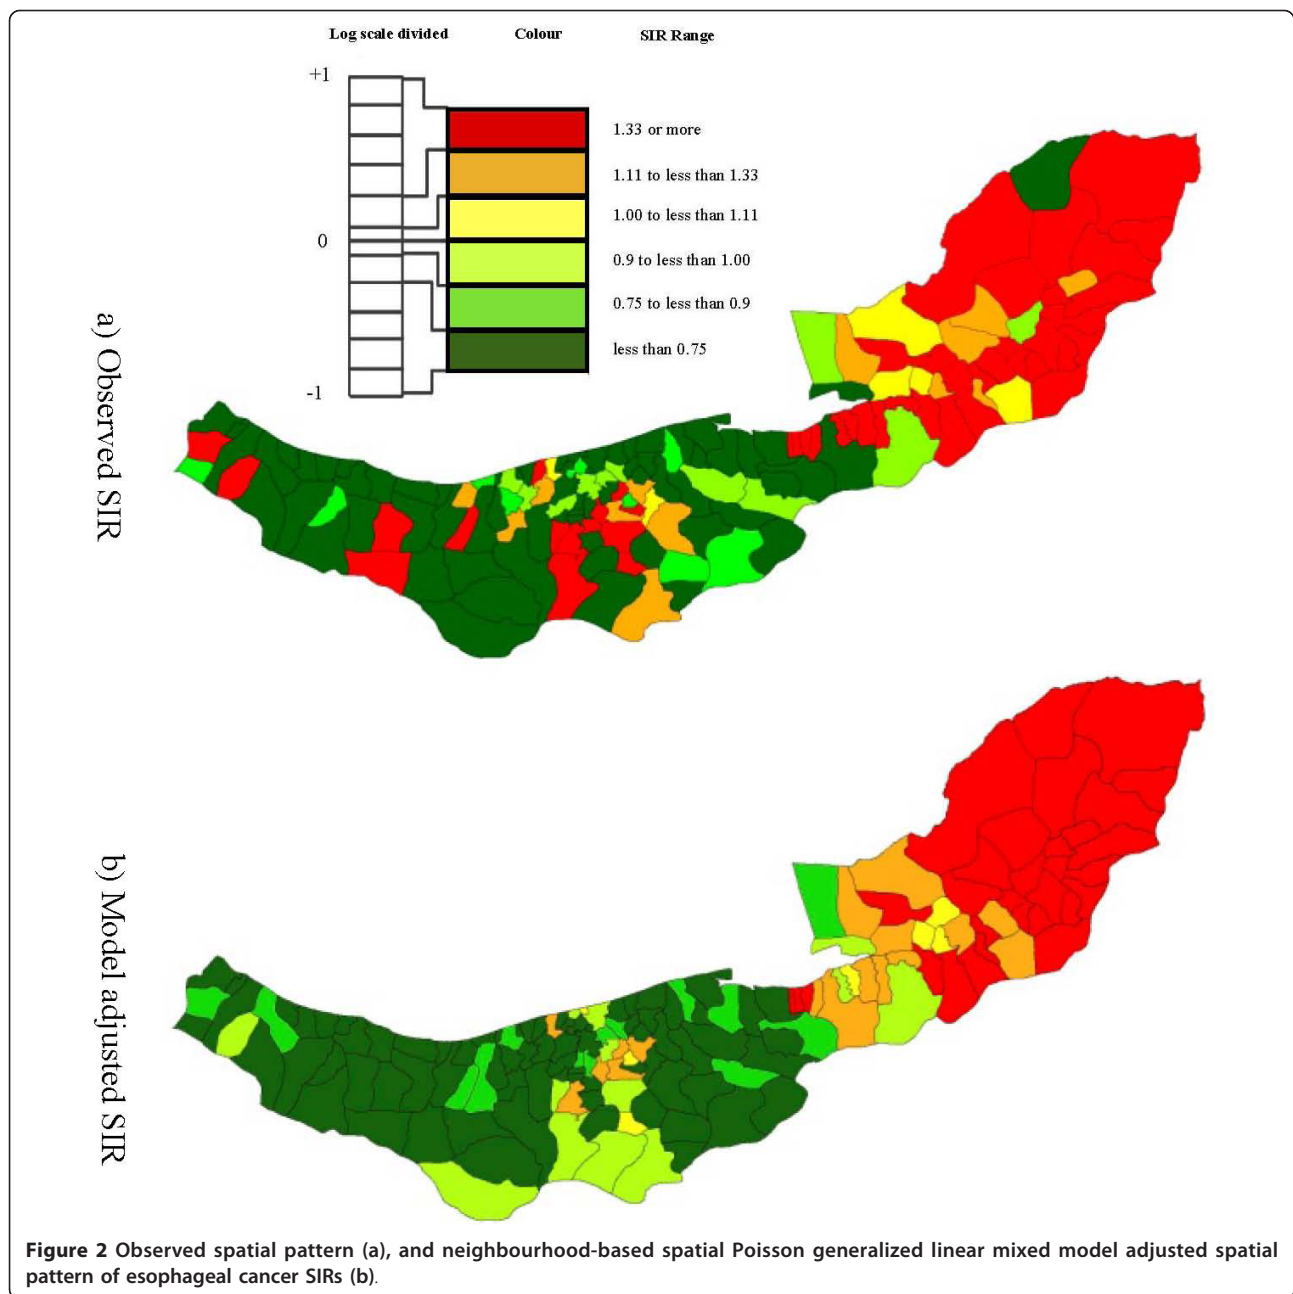 Log scale divided Colour SIR Range
+1
1.33 or more
1.11 to less than 1.33
1.00 to less than 1.11
0
0.9 to less than 1.00
0.75 to less than 0.9
less than 0.75
-1
a) Observed SIR
b) Model adjusted SIR
Figure 2 Observed spatial pattern (a), and neighbourhood-based spatial Poisson generalized linear mixed model adjusted spatial
pattern of esophageal cancer SIRs (b).